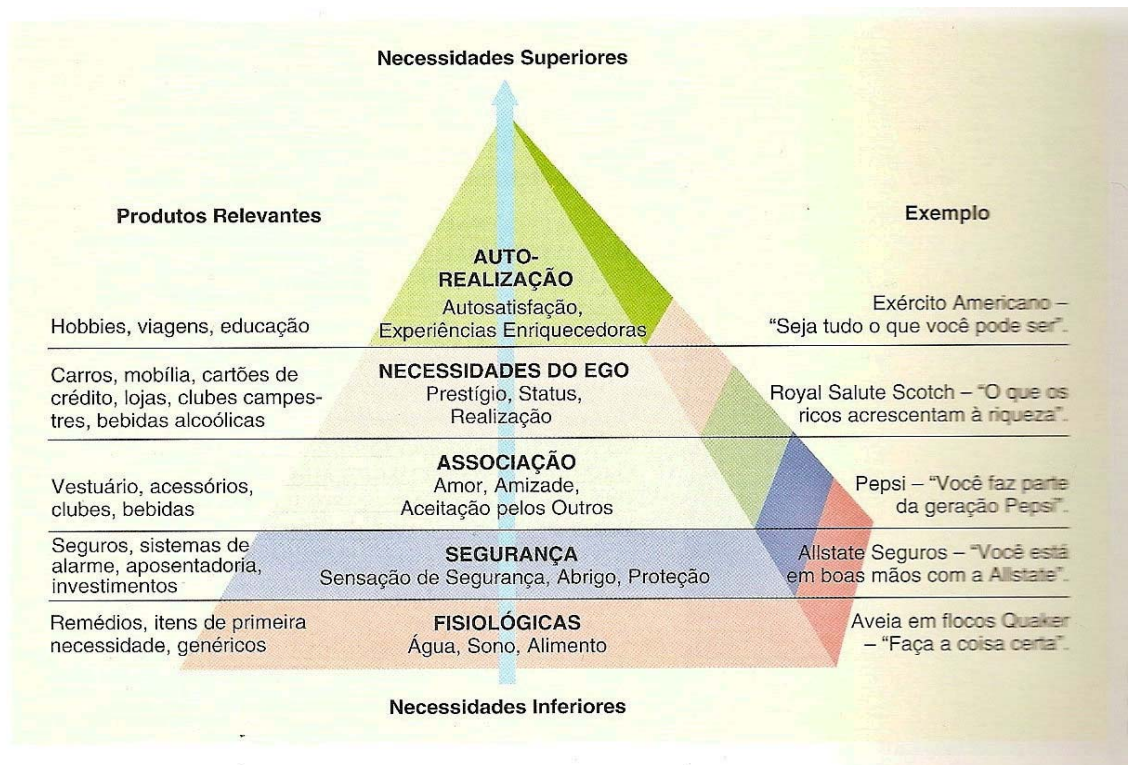 Necessidades Superiores
Produtos Relevantes
Exemplo
AUTO-
REALIZAÇÃO
Autosatisfação,
Experiências Enriquecedoras
Hobbies, viagens, educação
Exército Americano –
“Seja tudo o que você pode ser”.
Carros, mobília, cartões de
crédito, lojas, clubes campes-
tres, bebidas alcoólicas
NECESSIDADES DO EGO
Prestígio, Status,
Realização
Royal Salute Scotch – “O que os
ricos acrescentam à riqueza”.
Vestuário, acessórios,
clubes, bebidas
ASSOCIAÇÃO
Amor, Amizade,
Aceitação pelos Outros
Pepsi – “Você faz parte
da geração Pepsi”.
Seguros, sistemas de
alarme, aposentadoria,
investimentos
SEGURANÇA
Sensação de Segurança, Abrigo, Proteção
Allstate Seguros – “Você está
em boas mãos com a Allstate”.
Remédios, itens de primeira
necessidade, genéricos
FISIOLÓGICAS
Água, Sono, Alimento
Aveia em flocos Quaker
– “Faça a coisa certa”.
Necessidades Inferiores